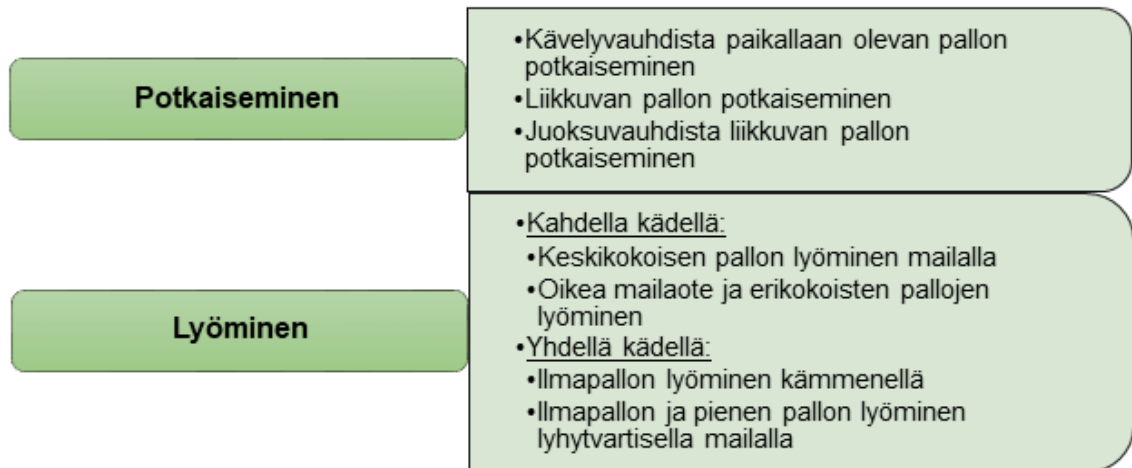 Potkaiseminen
•Kävelyvauhdista paikallaan olevan pallon
potkaiseminen
•Liikkuvan pallon potkaiseminen
•Juoksuvauhdista liikkuvan pallon
potkaiseminen
Lyöminen
•Kahdella kädellä:
•Keskikokoisen pallon lyöminen mailalla
•Oikea mailaote ja erikokoisten pallojen
lyöminen
•Yhdellä kädellä:
•Ilmapallon lyöminen kämmenellä
•Ilmapallon ja pienen pallon lyöminen
lyhytvartisella mailalla